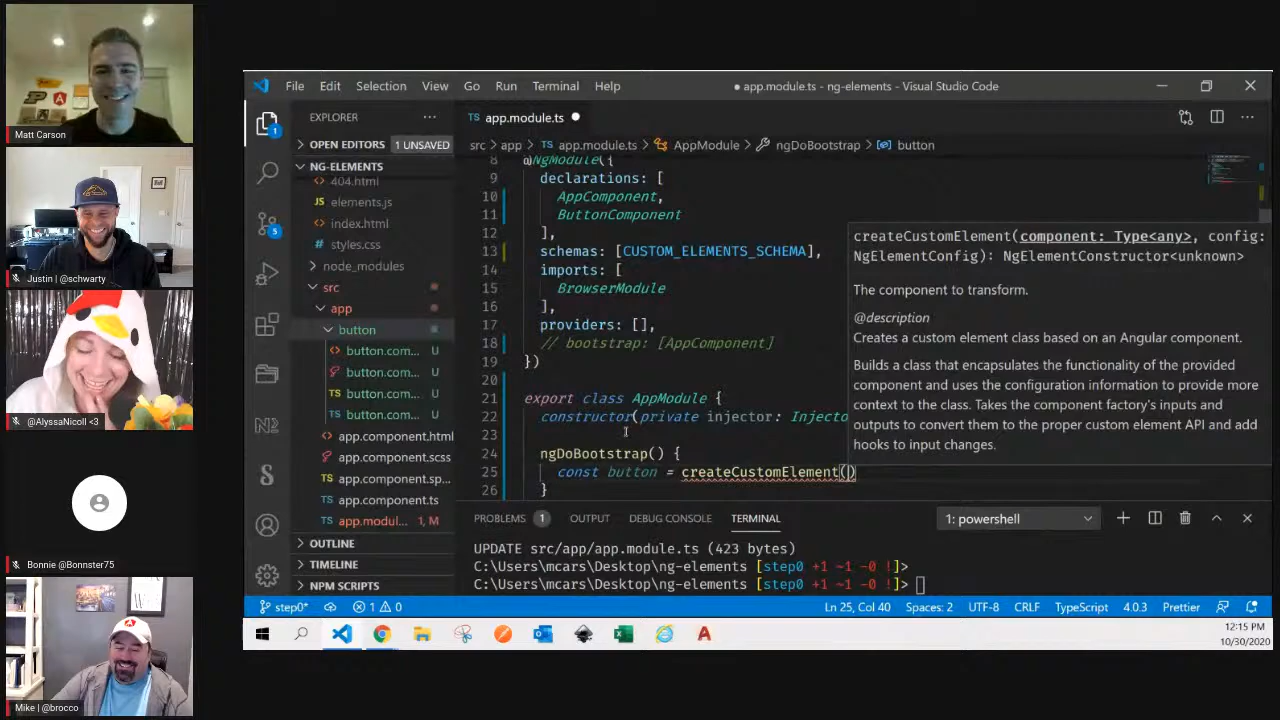 Matt Carson
Justin | @schwarty
@AlyssaNicoll <3
Bonnie @Bonnster75
Mike | @brocco
File Edit Selection View Go Run Terminal Help
● app.module.ts - ng-elements - Visual Studio Code
EXPLORER
OPEN EDITORS 1 UNSAVED
NG-ELEMENTS
404.html
elements.js
index.html
styles.css
node_modules
src
app
button
button.com... U
button.com... U
button.com... U
button.com... U
app.component.html
app.component.scss
app.component.sp...
app.component.ts
app.modul... 1, M
OUTLINE
TIMELINE
NPM SCRIPTS
1
5
TS app.module.ts ●
src > app > TS app.module.ts > AppModule > ngDoBootstrap > button
8 @NgModule({
9 declarations: [
10 AppComponent,
11 ButtonComponent
12 ],
13 schemas: [CUSTOM_ELEMENTS_SCHEMA],
14 imports: [
15 BrowserModule
16 ],
17 providers: [],
18 // bootstrap: [AppComponent]
19 })
20
21 export class AppModule {
22 constructor(private injector: Injecto
23
24 ngDoBootstrap() {
25 const button = createCustomElement()
26 }
createCustomElement(component: Type<any>, config:
NgElementConfig): NgElementConstructor<unknown>
The component to transform.
@description
Creates a custom element class based on an Angular component.
Builds a class that encapsulates the functionality of the provided
component and uses the configuration information to provide more
context to the class. Takes the component factory's inputs and
outputs to convert them to the proper custom element API and add
hooks to input changes.
PROBLEMS 1 OUTPUT DEBUG CONSOLE TERMINAL 1: powershell
UPDATE src/app/app.module.ts (423 bytes)
C:\Users\mcars\Desktop\ng-elements [step0 +1 ~1 -0 !]>
C:\Users\mcars\Desktop\ng-elements [step0 +1 ~1 -0 !]>
step0* 1 0 Ln 25, Col 40 Spaces: 2 UTF-8 CRLF TypeScript 4.0.3 Prettier
12:15 PM
10/30/2020